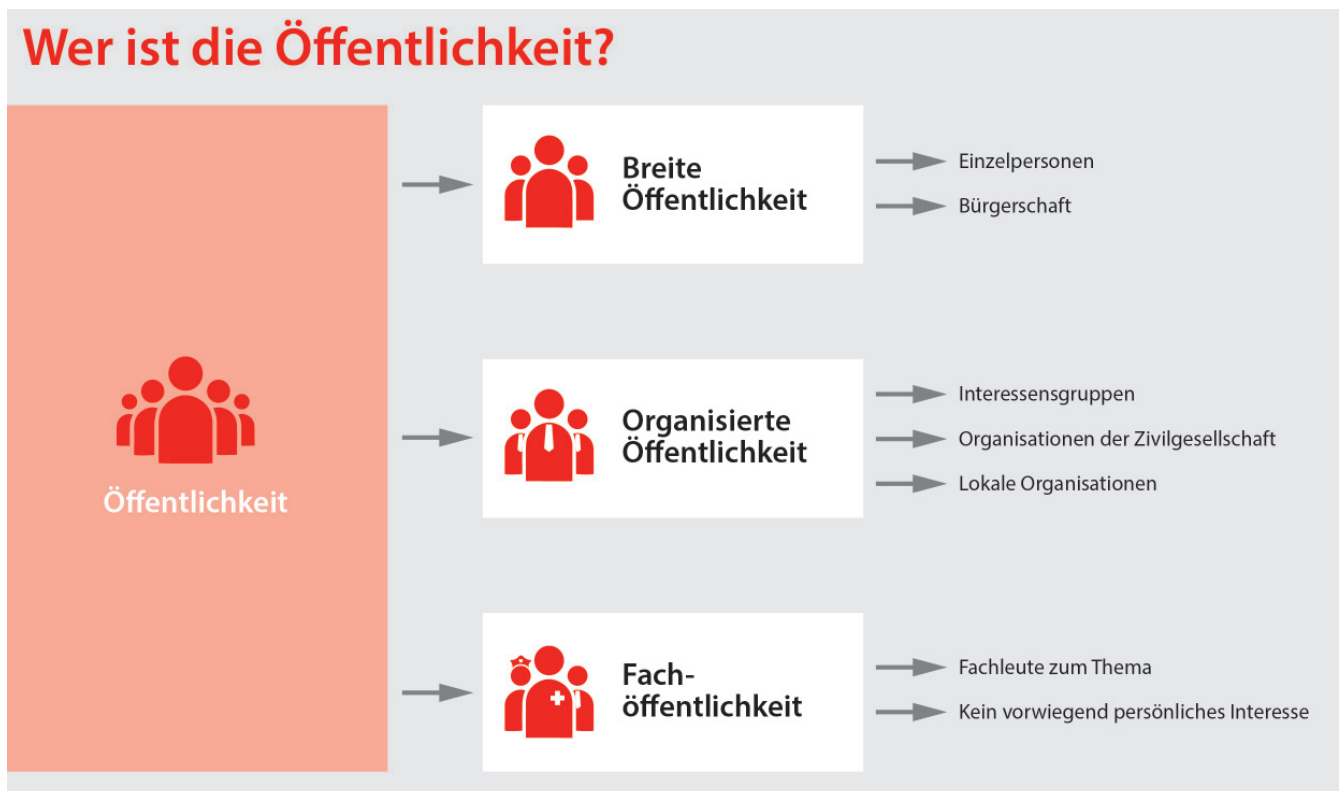 Wer ist die Öffentlichkeit?
Öffentlichkeit
Breite
Öffentlichkeit
Einzelpersonen
Bürgerschaft
Organisierte
Öffentlichkeit
Interessensgruppen
Organisationen der Zivilgesellschaft
Lokale Organisationen
Fach-
öffentlichkeit
Fachleute zum Thema
Kein vorwiegend persönliches Interesse